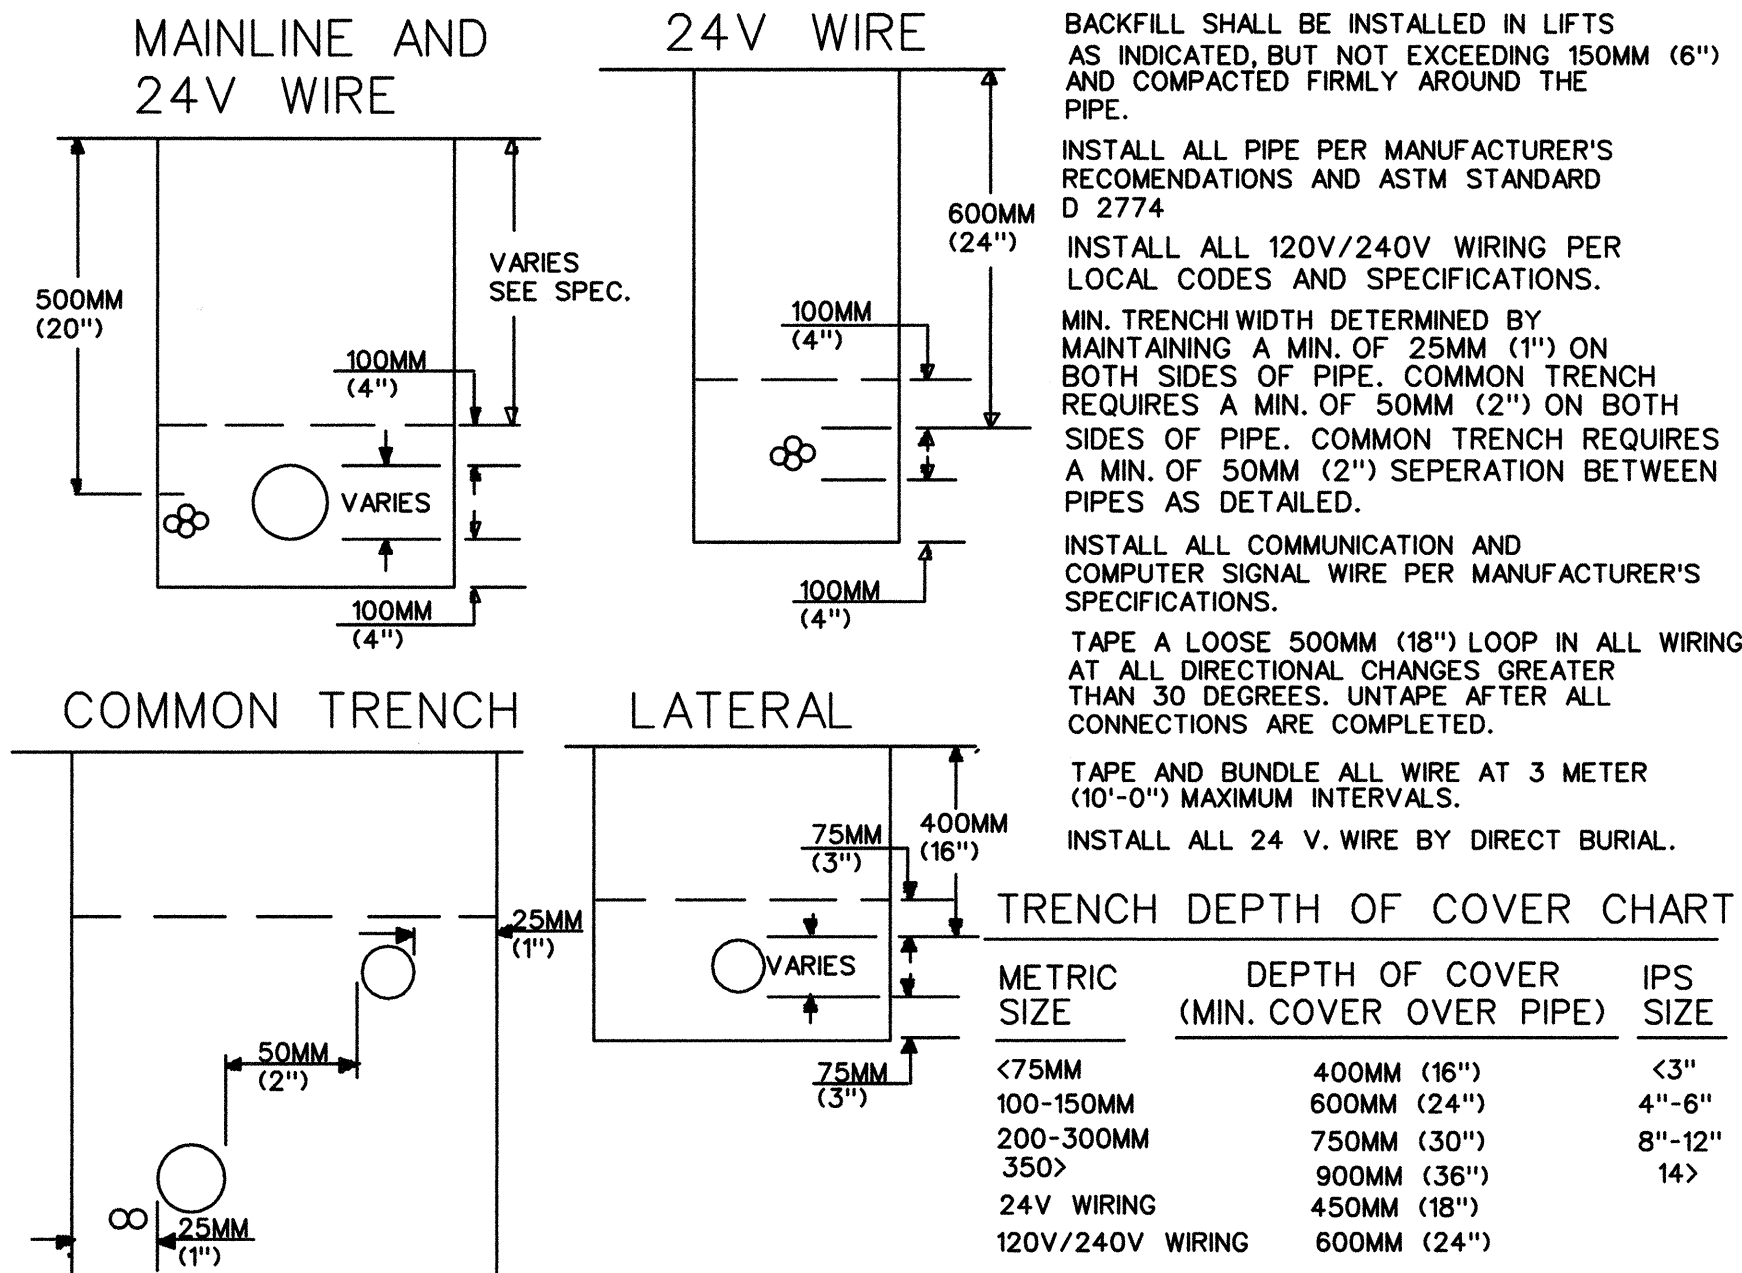 MAINLINE AND
24V WIRE
500MM
(20")
VARIES
SEE SPEC.
100MM
(4")
VARIES
100MM
(4")
24V WIRE
600MM
(24")
100MM
(4")
100MM
(4")
COMMON TRENCH
25MM
(1")
50MM
(2")
25MM
(1")
LATERAL
75MM
(3")
400MM
(16")
VARIES
75MM
(3")
BACKFILL SHALL BE INSTALLED IN LIFTS
AS INDICATED, BUT NOT EXCEEDING 150MM (6")
AND COMPACTED FIRMLY AROUND THE
PIPE.
INSTALL ALL PIPE PER MANUFACTURER'S
RECOMENDATIONS AND ASTM STANDARD
D 2774
INSTALL ALL 120V/240V WIRING PER
LOCAL CODES AND SPECIFICATIONS.
MIN. TRENCHI WIDTH DETERMINED BY
MAINTAINING A MIN. OF 25MM (1") ON
BOTH SIDES OF PIPE. COMMON TRENCH
REQUIRES A MIN. OF 50MM (2") ON BOTH
SIDES OF PIPE. COMMON TRENCH REQUIRES
A MIN. OF 50MM (2") SEPERATION BETWEEN
PIPES AS DETAILED.
INSTALL ALL COMMUNICATION AND
COMPUTER SIGNAL WIRE PER MANUFACTURER'S
SPECIFICATIONS.
TAPE A LOOSE 500MM (18") LOOP IN ALL WIRING
AT ALL DIRECTIONAL CHANGES GREATER
THAN 30 DEGREES. UNTAPE AFTER ALL
CONNECTIONS ARE COMPLETED.
TAPE AND BUNDLE ALL WIRE AT 3 METER
(10'-0") MAXIMUM INTERVALS.
INSTALL ALL 24 V. WIRE BY DIRECT BURIAL.
TRENCH DEPTH OF COVER CHART
METRIC SIZE DEPTH OF COVER (MIN. COVER OVER PIPE) IPS SIZE
<75MM 400MM (16") <3"
100-150MM 600MM (24") 4"-6"
200-300MM 750MM (30") 8"-12"
350> 900MM (36") 14>
24V WIRING 450MM (18")
120V/240V WIRING 600MM (24")